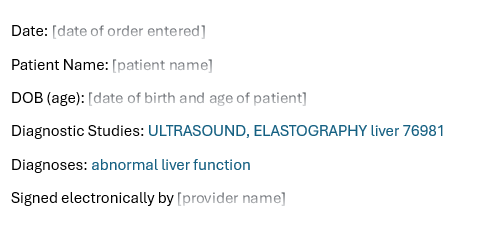 Date: [date of order entered]
Patient Name: [patient name]
DOB (age): [date of birth and age of patient]
Diagnostic Studies: ULTRASOUND, ELASTOGRAPHY liver 76981
Diagnoses: abnormal liver function
Signed electronically by [provider name]